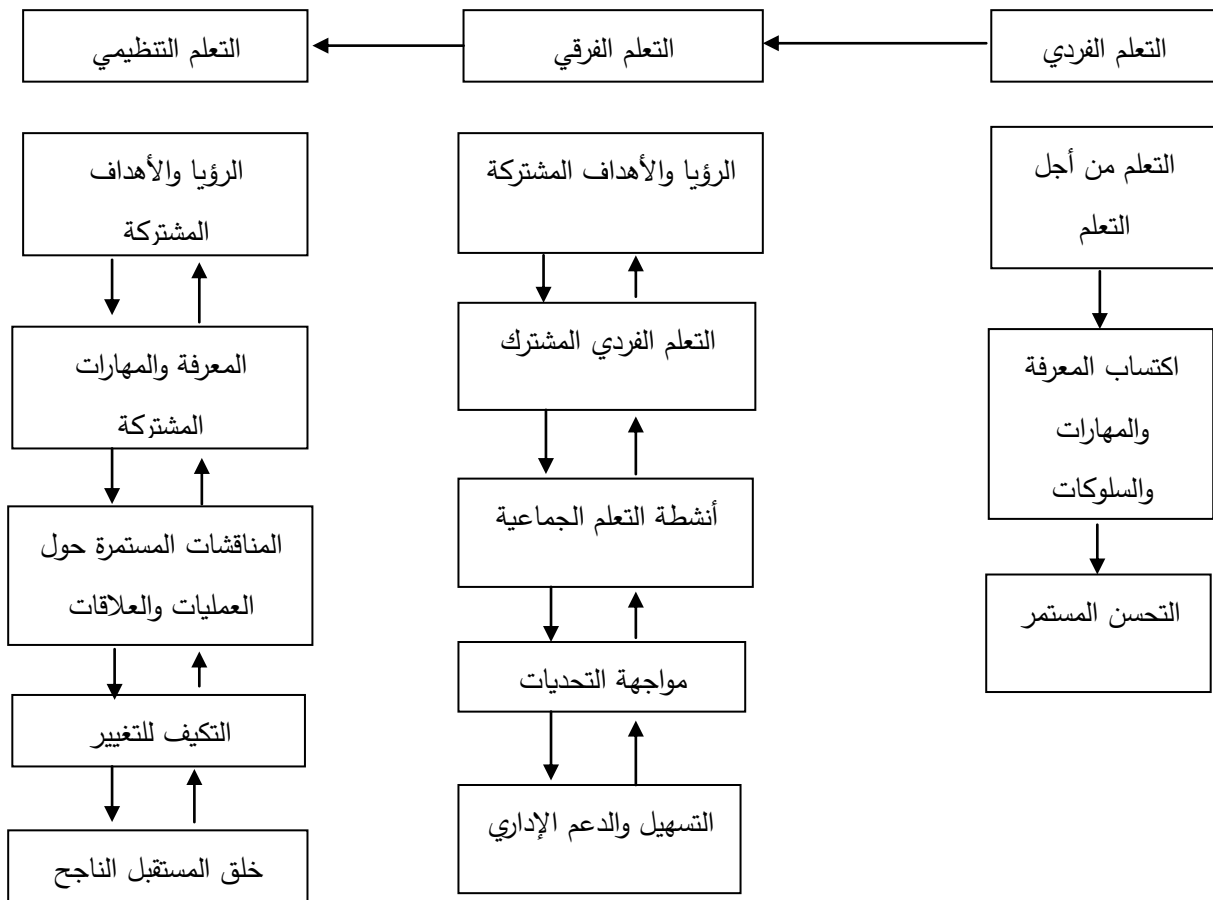 التعلم الفردي
التعلم الفرقي
التعلم التنظيمي
التعلم من أجل
التعلم
اكتساب المعرفة
والمهارات
والسلوكات
التحسن المستمر
الرؤيا والأهداف المشتركة
التعلم الفردي المشترك
أنشطة التعلم الجماعية
مواجهة التحديات
التسهيل والدعم الإداري
الرؤيا والأهداف
المشتركة
المعرفة والمهارات
المشتركة
المناقشات المستمرة حول
العمليات والعلاقات
التكيف للتغيير
خلق المستقبل الناجح